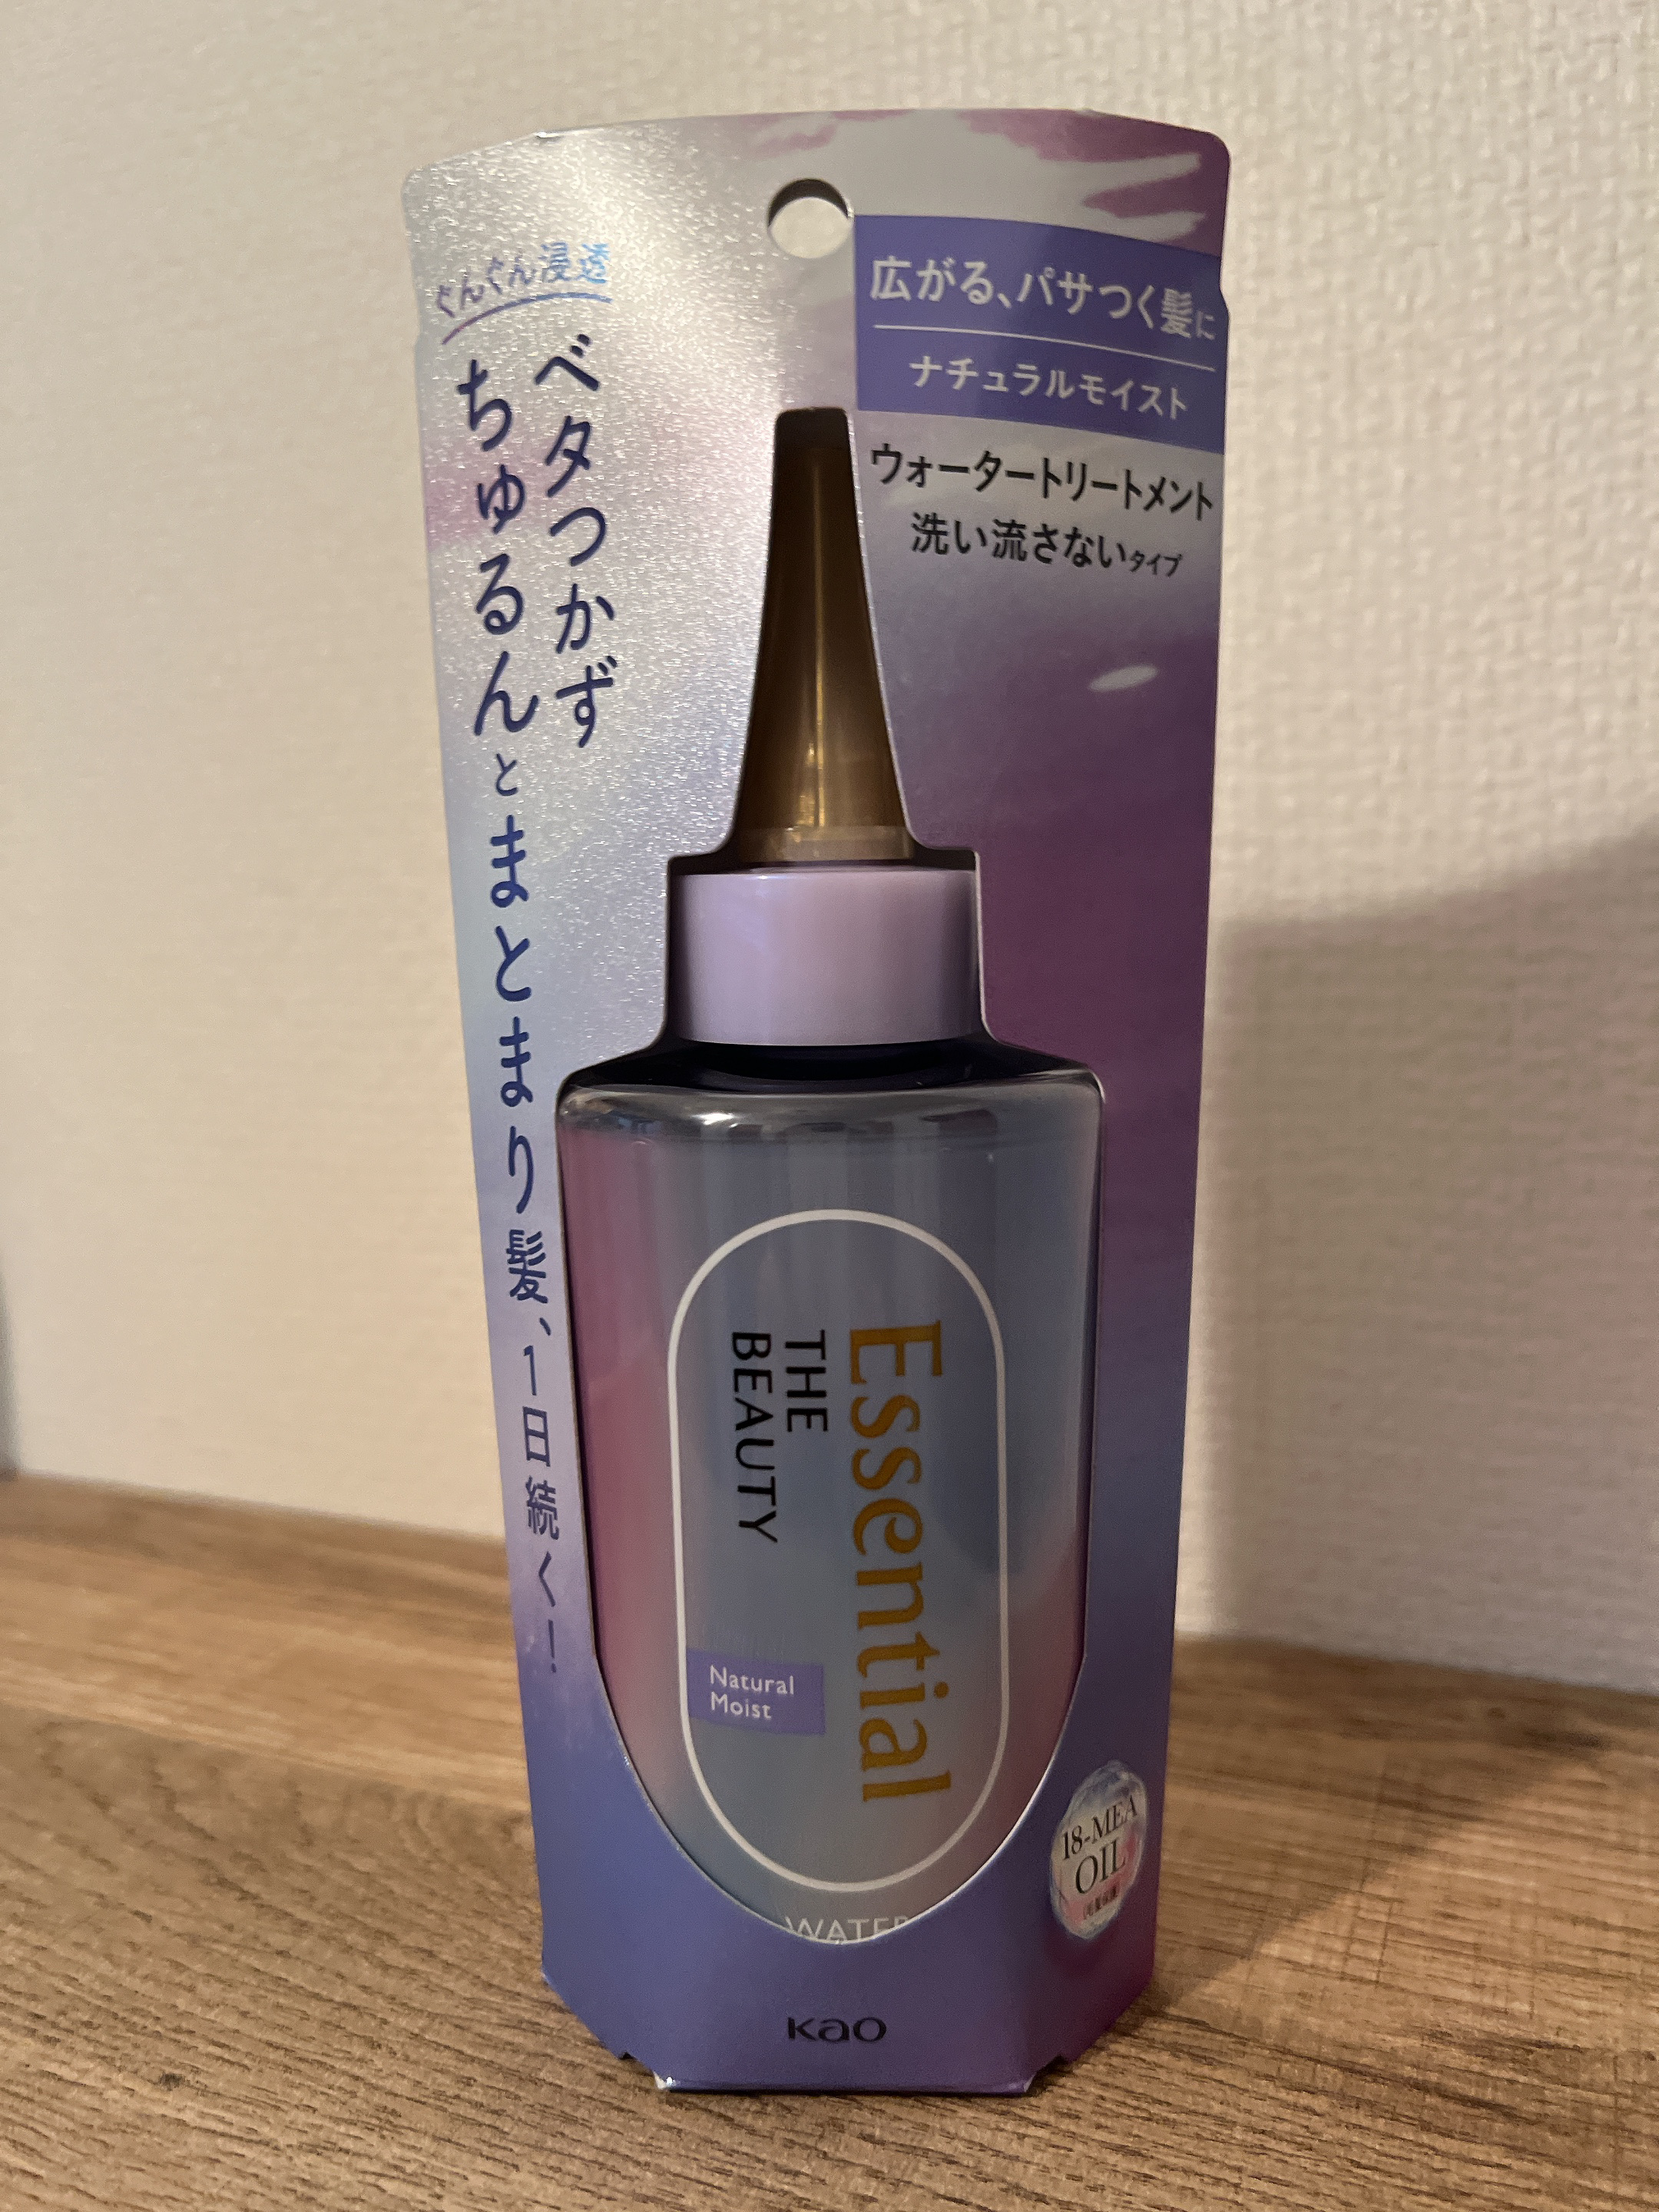 ぐんぐん浸透
ベタつかず
ちゅるんとまとまり髪、1日続く!
広がる、パサつく髪に
ナチュラルモイスト
ウォータートリートメント
洗い流さないタイプ
Essential
THE
BEAUTY
Natural
Moist
18-MEA
OIL
WATER
Kao